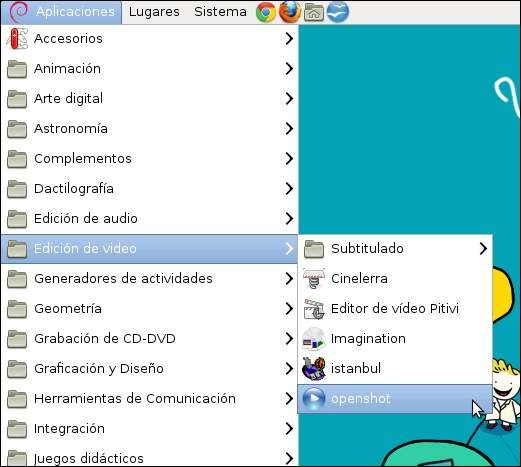 Aplicaciones Lugares Sistema
Accesorios
Animación
Arte digital
Astronomía
Complementos
Dactilografía
Edición de audio
Edición de video
Generadores de actividades
Geometría
Grabación de CD-DVD
Graficación y Diseño
Herramientas de Comunicación
Integración
Juegos didácticos
Subtitulado
Cinelerra
Editor de vídeo Pitivi
Imagination
istanbul
openshot